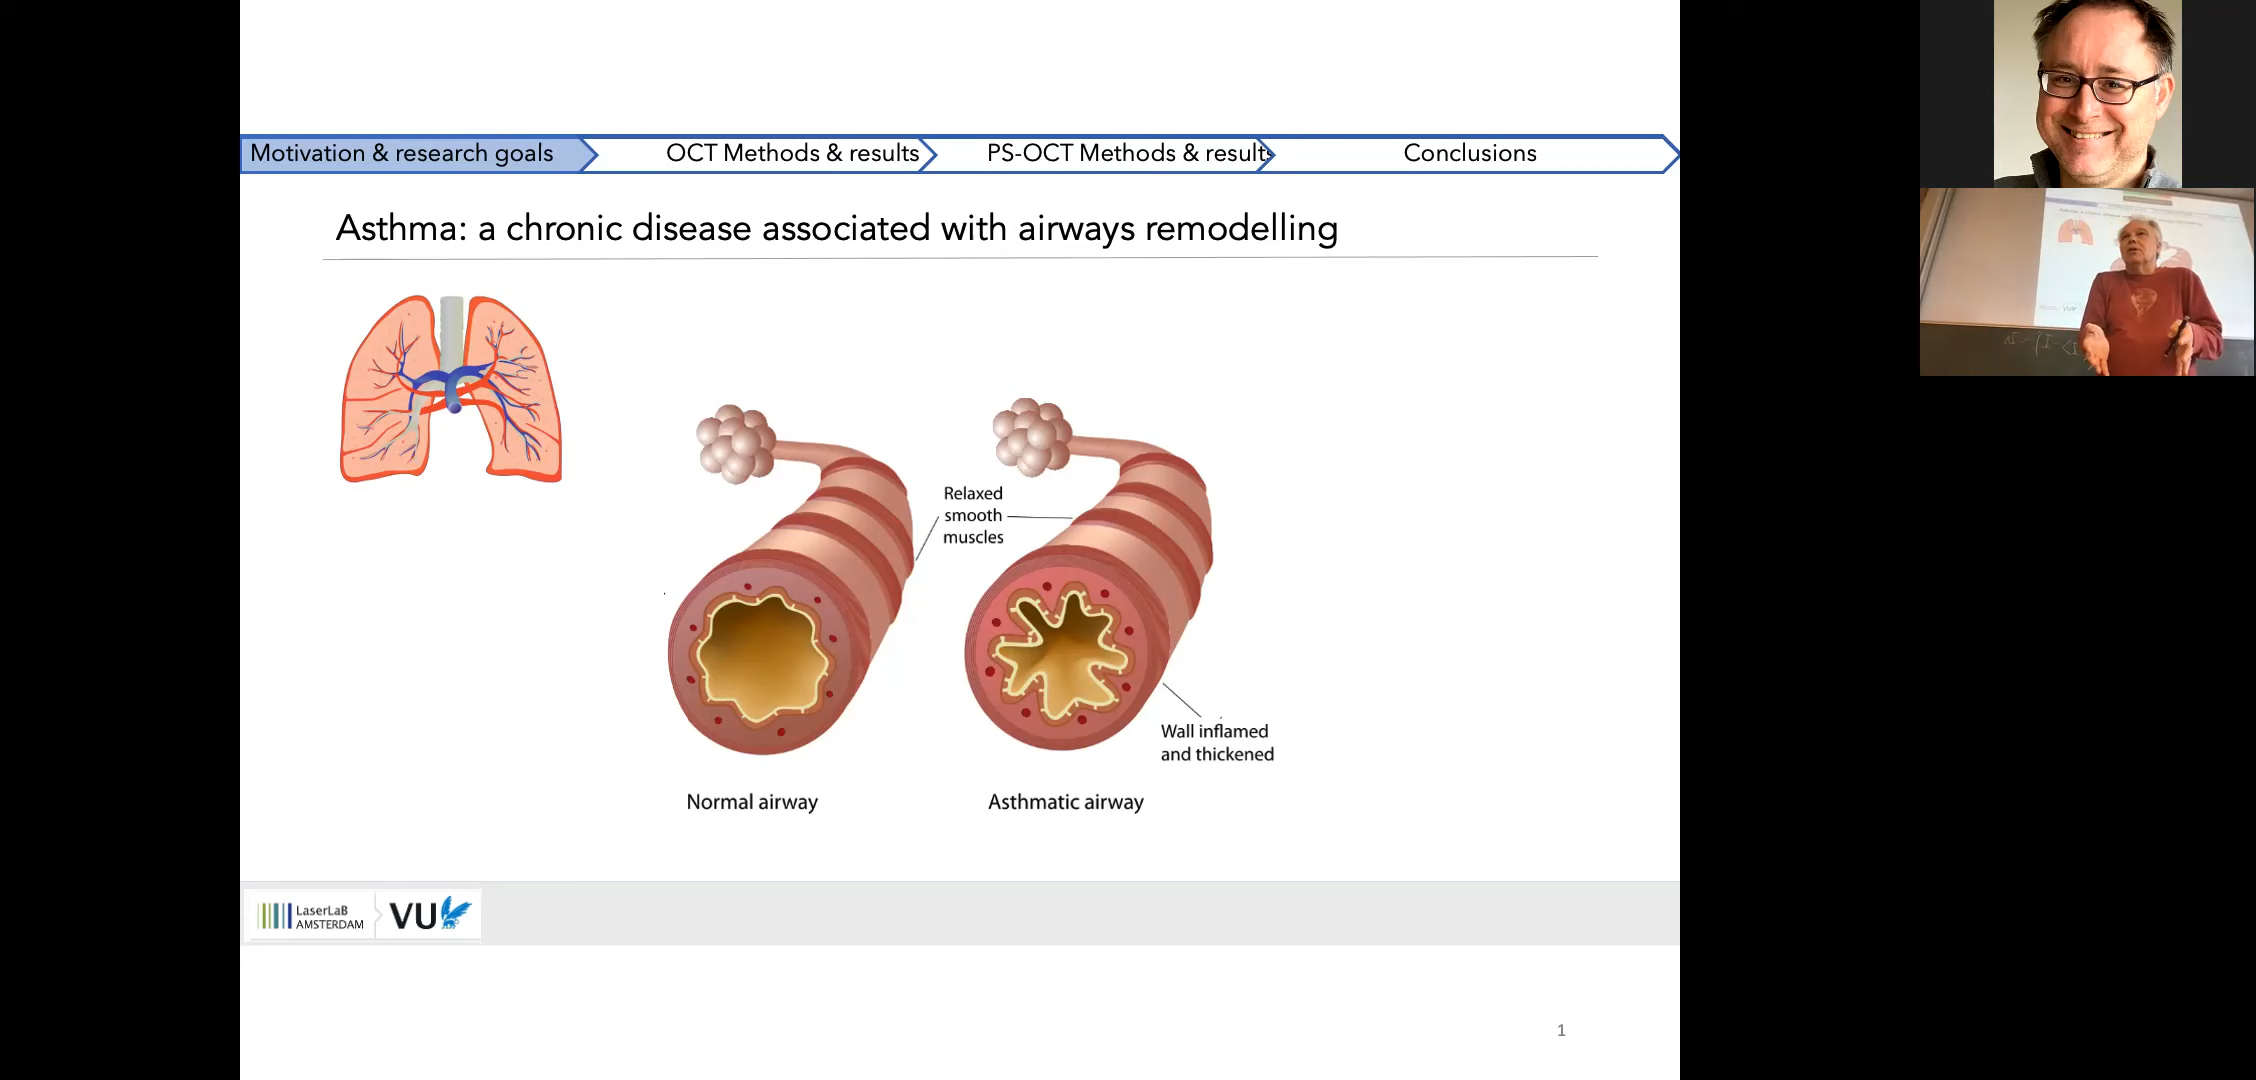 Motivation & research goals
OCT Methods & results
PS-OCT Methods & results
Conclusions
Asthma: a chronic disease associated with airways remodelling
Relaxed
smooth
muscles
Wall inflamed
and thickened
Normal airway
Asthmatic airway
LaserLaB
AMSTERDAM
VU
1